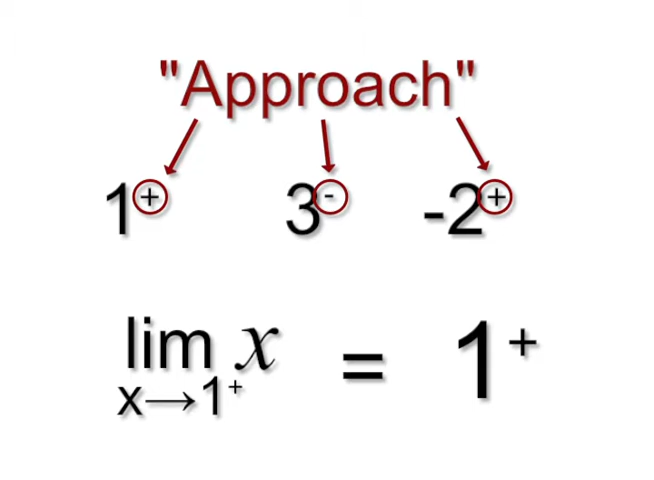 "Approach"
1⁺ 3⁻ -2⁺
lim x = 1⁺
x→1⁺